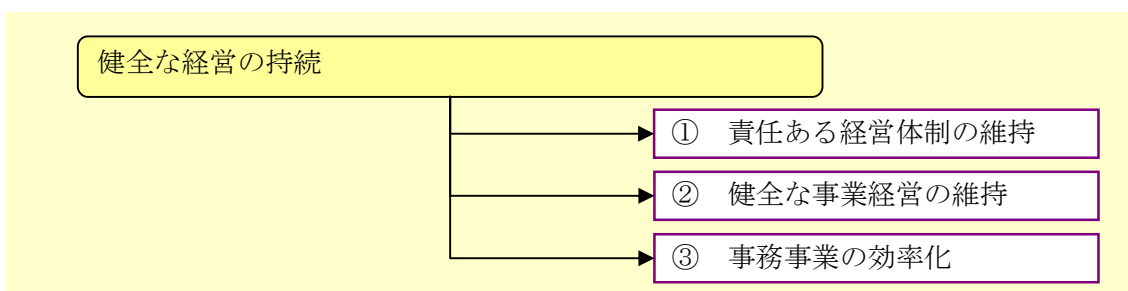 健全な経営の持続
① 責任ある経営体制の維持
② 健全な事業経営の維持
③ 事務事業の効率化